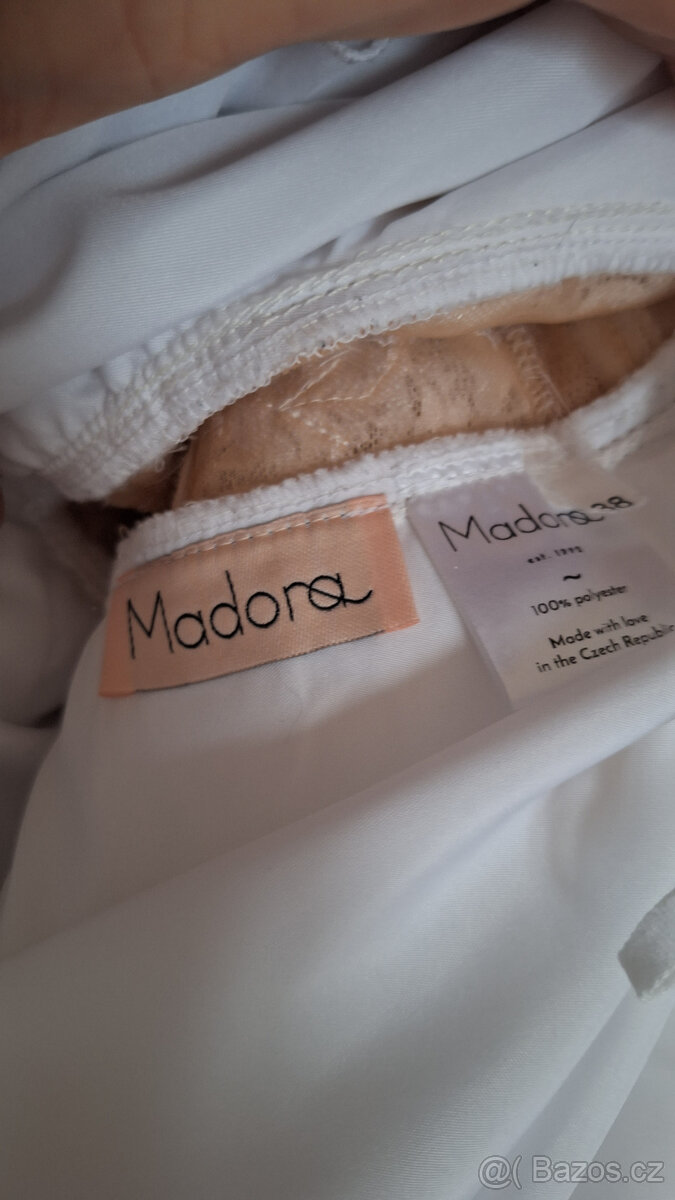 Madora
Madora 38
est. 1992
~
100% polyester
Made with love
in the Czech Republic
@( Bazos.cz